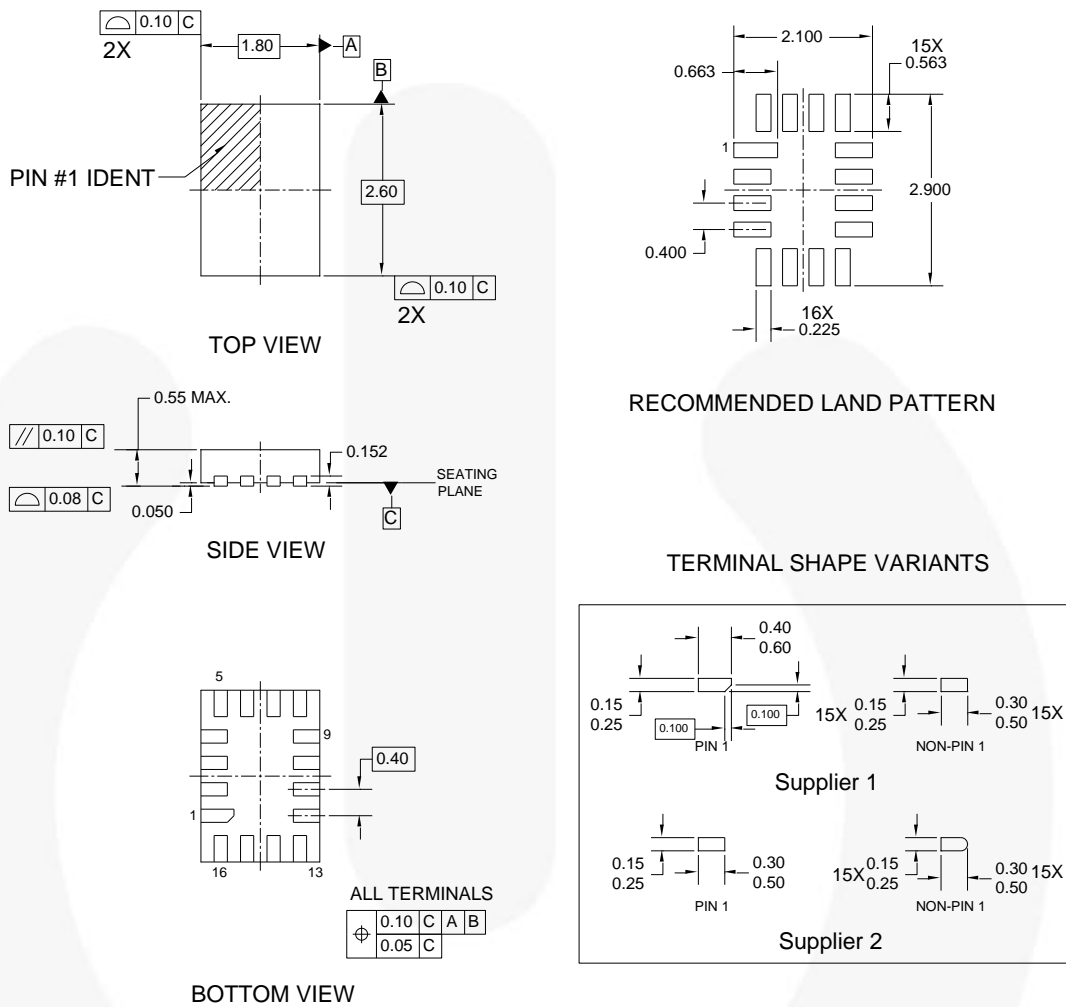 ⌓ 0.10 C
2X
1.80
A
B
PIN #1 IDENT
2.60
⌓ 0.10 C
2X
TOP VIEW
2.100
0.663
15X
0.563
1
2.900
0.400
16X
0.225
RECOMMENDED LAND PATTERN
0.55 MAX.
// 0.10 C
0.152
SEATING
PLANE
⌓ 0.08 C
0.050
C
SIDE VIEW
5
9
0.40
1
16
13
ALL TERMINALS
⌖ 0.10 C A B
0.05 C
BOTTOM VIEW
TERMINAL SHAPE VARIANTS
0.40
0.60
0.15
0.25
0.100
0.100
PIN 1
15X 0.15
0.25
0.30
0.50 15X
NON-PIN 1
Supplier 1
0.15
0.25
0.30
0.50
PIN 1
15X 0.15
0.25
0.30
0.50 15X
NON-PIN 1
Supplier 2